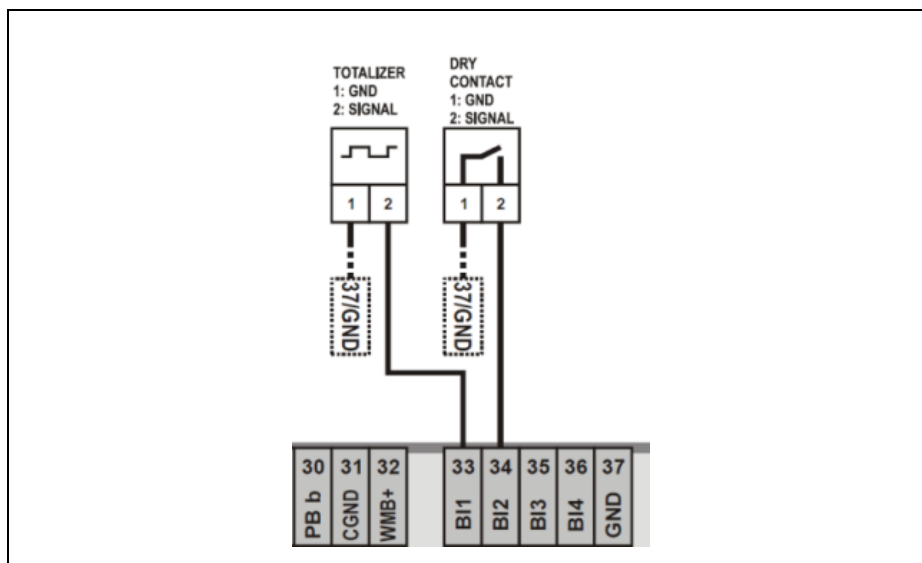 TOTALIZER
1: GND
2: SIGNAL
DRY
CONTACT
1: GND
2: SIGNAL
1 2
1 2
37/GND
37/GND
30 31 32 33 34 35 36 37
PB b CGND WMB+ BI1 BI2 BI3 BI4 GND